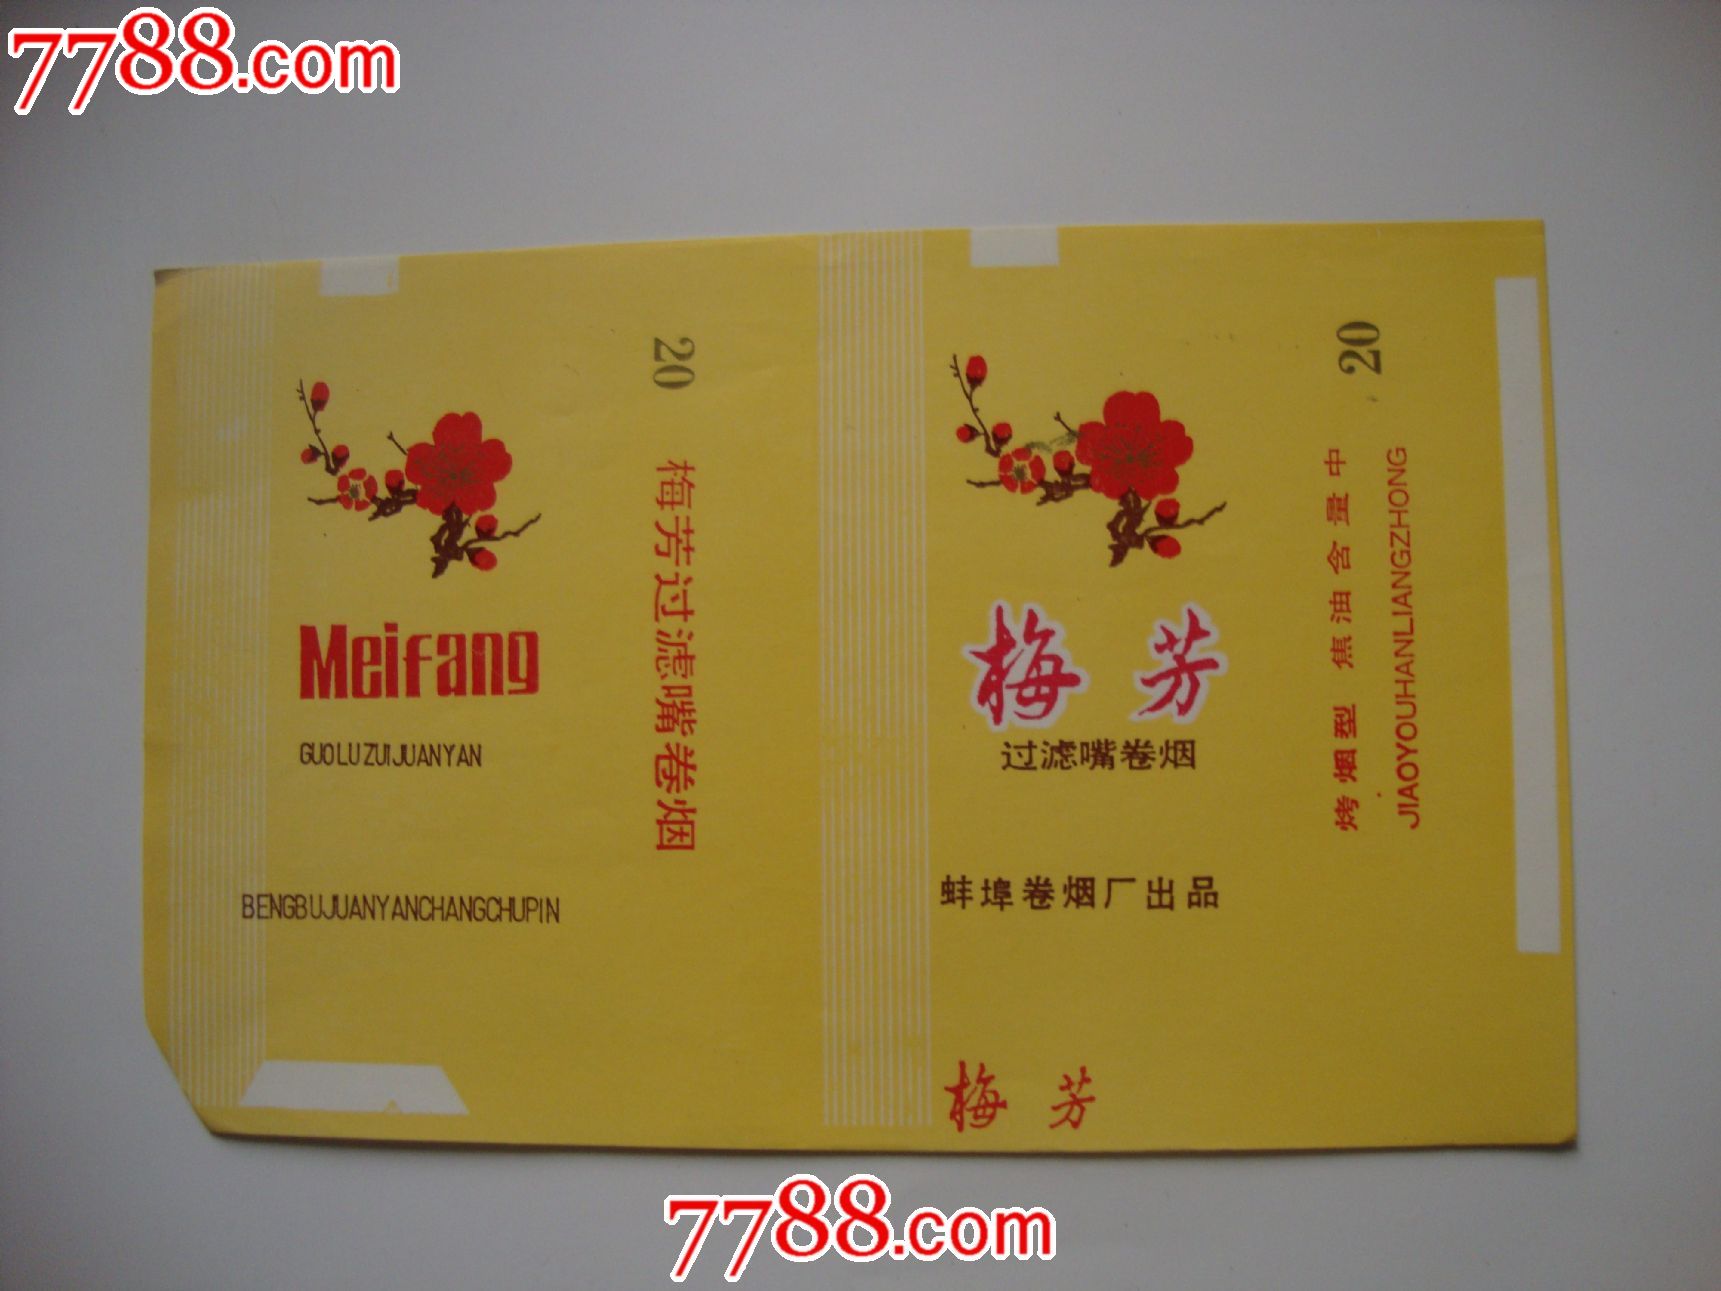 7788.com
20
梅芳过滤嘴卷烟
Meifang
GUOLUZUIJUANYAN
BENGBUJUANYANCHANGCHUPIN
梅 芳
过滤嘴卷烟
蚌埠卷烟厂出品
梅 芳
20
烤烟型 焦油含量中
JIAOYOUHANLIANGZHONG
7788.com